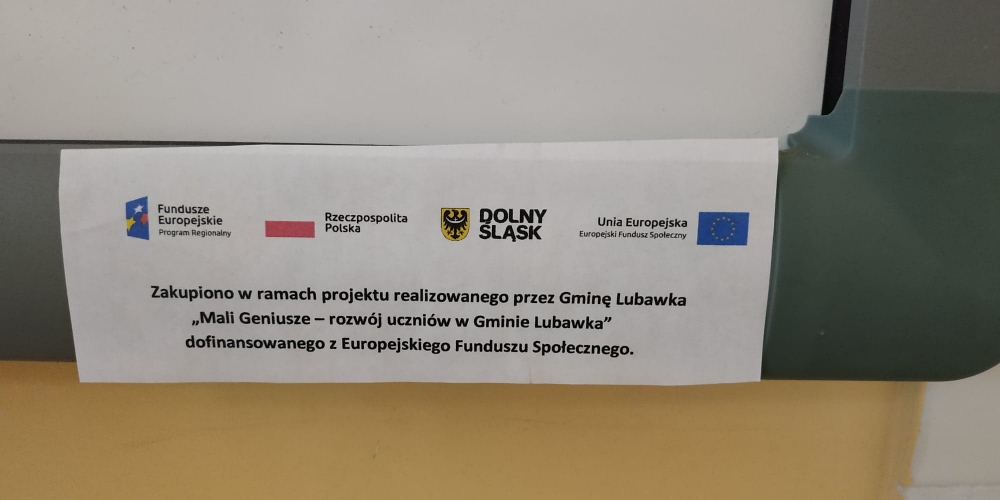 Fundusze
Europejskie
Program Regionalny
Rzeczpospolita
Polska
DOLNY
ŚLĄSK
Unia Europejska
Europejski Fundusz Społeczny
Zakupiono w ramach projektu realizowanego przez Gminę Lubawka
„Mali Geniusze – rozwój uczniów w Gminie Lubawka”
dofinansowanego z Europejskiego Funduszu Społecznego.